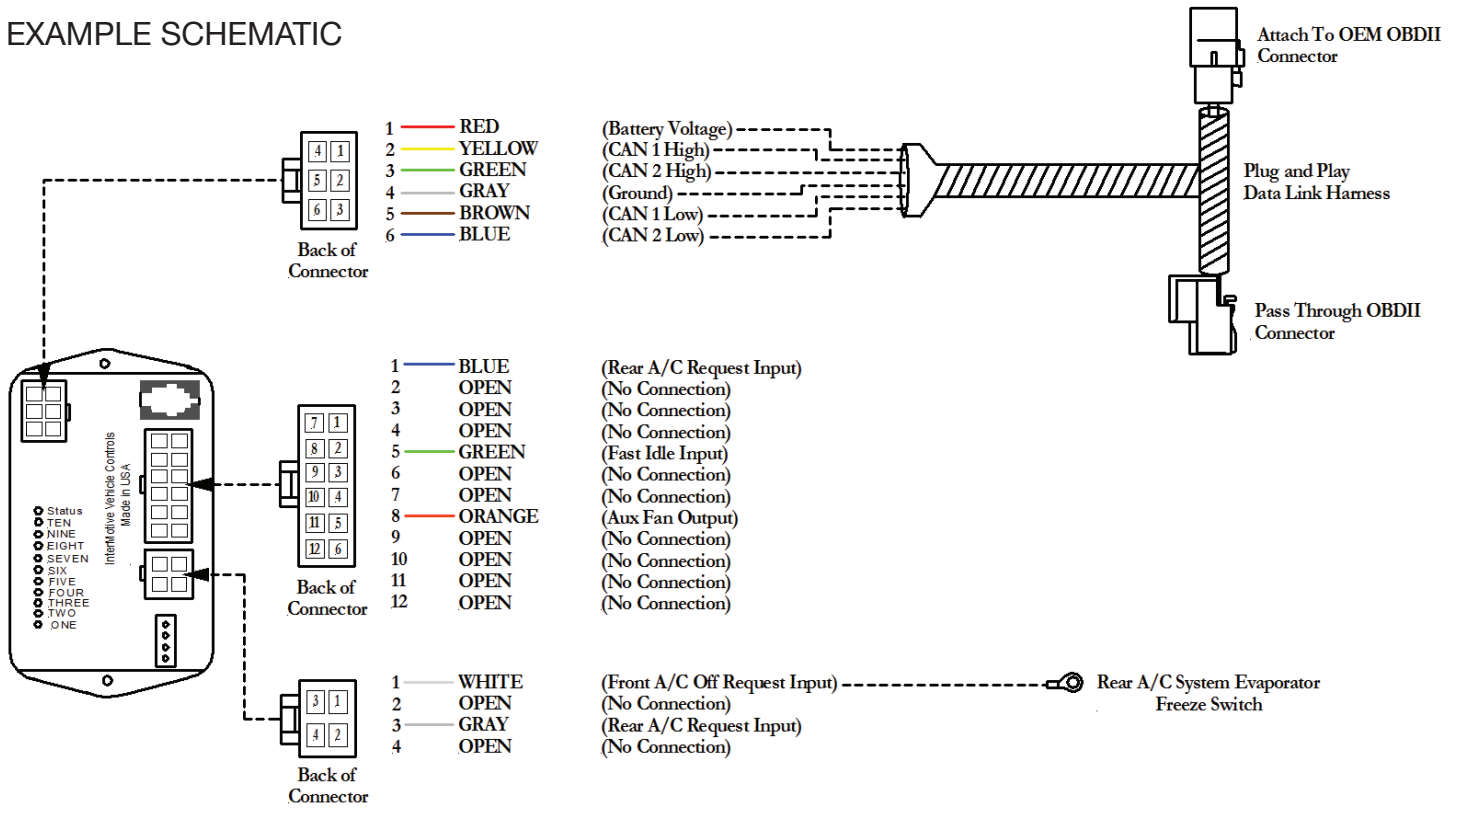 EXAMPLE SCHEMATIC
Attach To OEM OBDII
Connector
4 1
5 2
6 3
Back of
Connector
1 RED (Battery Voltage)
2 YELLOW (CAN 1 High)
3 GREEN (CAN 2 High)
4 GRAY (Ground)
5 BROWN (CAN 1 Low)
6 BLUE (CAN 2 Low)
Plug and Play
Data Link Harness
Pass Through OBDII
Connector
InterMotive Vehicle Controls
Made in USA
Status
TEN
NINE
EIGHT
SEVEN
SIX
FIVE
FOUR
THREE
TWO
ONE
7 1
8 2
9 3
10 4
11 5
12 6
Back of
Connector
1 BLUE (Rear A/C Request Input)
2 OPEN (No Connection)
3 OPEN (No Connection)
4 OPEN (No Connection)
5 GREEN (Fast Idle Input)
6 OPEN (No Connection)
7 OPEN (No Connection)
8 ORANGE (Aux Fan Output)
9 OPEN (No Connection)
10 OPEN (No Connection)
11 OPEN (No Connection)
12 OPEN (No Connection)
3 1
4 2
Back of
Connector
1 WHITE (Front A/C Off Request Input)
2 OPEN (No Connection)
3 GRAY (Rear A/C Request Input)
4 OPEN (No Connection)
Rear A/C System Evaporator
Freeze Switch